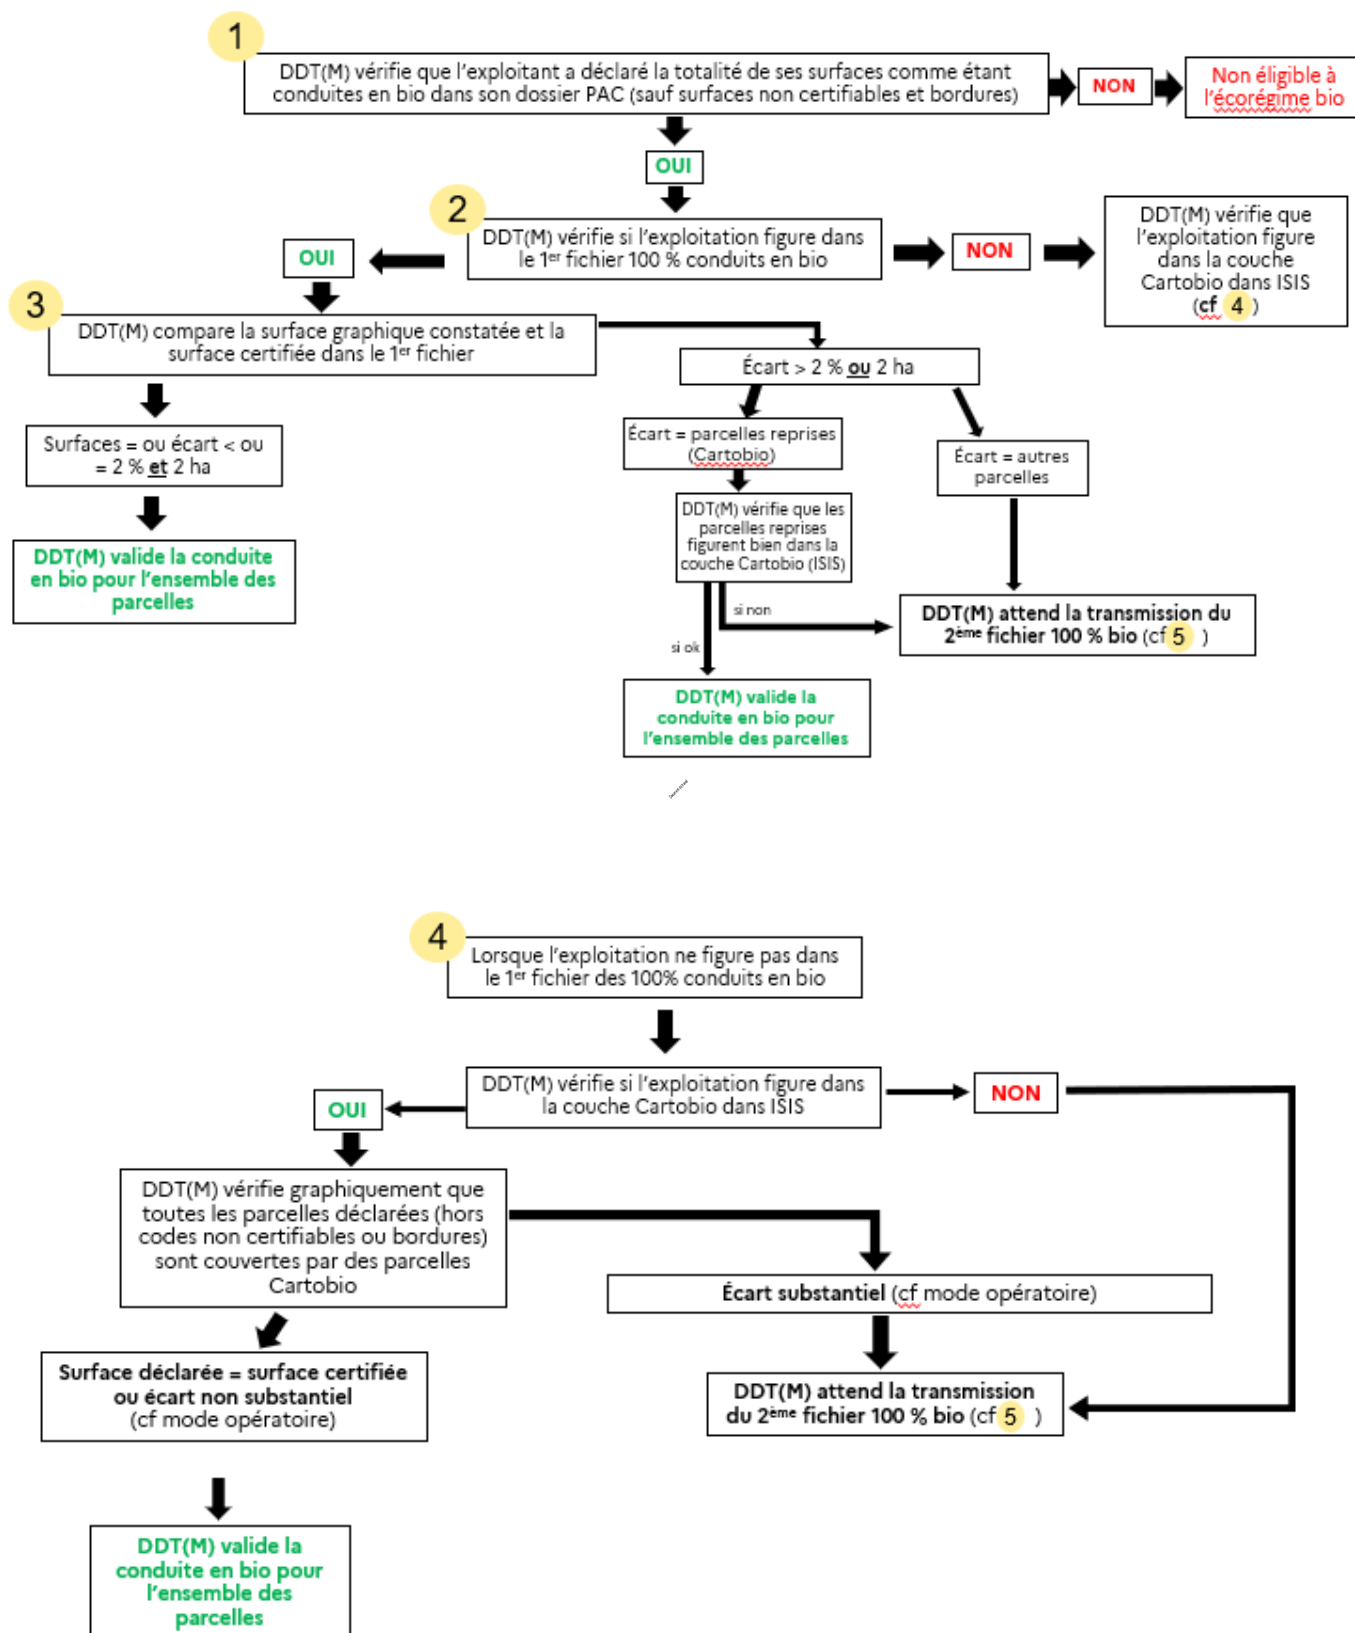 1
DDT(M) vérifie que l'exploitant a déclaré la totalité de ses surfaces comme étant
conduites en bio dans son dossier PAC (sauf surfaces non certifiables et bordures)
NON
Non éligible à
l'écorégime bio
OUI
2
DDT(M) vérifie si l'exploitation figure dans
le 1er fichier 100 % conduits en bio
NON
DDT(M) vérifie que
l'exploitation figure
dans la couche
Cartobio dans ISIS
(cf 4 )
OUI
3
DDT(M) compare la surface graphique constatée et la
surface certifiée dans le 1er fichier
Écart > 2 % ou 2 ha
Surfaces = ou écart < ou
= 2 % et 2 ha
Écart = parcelles reprises
(Cartobio)
Écart = autres
parcelles
DDT(M) vérifie que les
parcelles reprises
figurent bien dans la
couche Cartobio (ISIS)
DDT(M) valide la conduite
en bio pour l'ensemble des
parcelles
si non
DDT(M) attend la transmission du
2ème fichier 100 % bio (cf 5 )
si ok
DDT(M) valide la
conduite en bio pour
l'ensemble des parcelles
4
Lorsque l'exploitation ne figure pas dans
le 1er fichier des 100% conduits en bio
DDT(M) vérifie si l'exploitation figure dans
la couche Cartobio dans ISIS
NON
OUI
DDT(M) vérifie graphiquement que
toutes les parcelles déclarées (hors
codes non certifiables ou bordures)
sont couvertes par des parcelles
Cartobio
Écart substantiel (cf mode opératoire)
Surface déclarée = surface certifiée
ou écart non substantiel
(cf mode opératoire)
DDT(M) attend la transmission
du 2ème fichier 100 % bio (cf 5 )
DDT(M) valide la
conduite en bio pour
l'ensemble des
parcelles